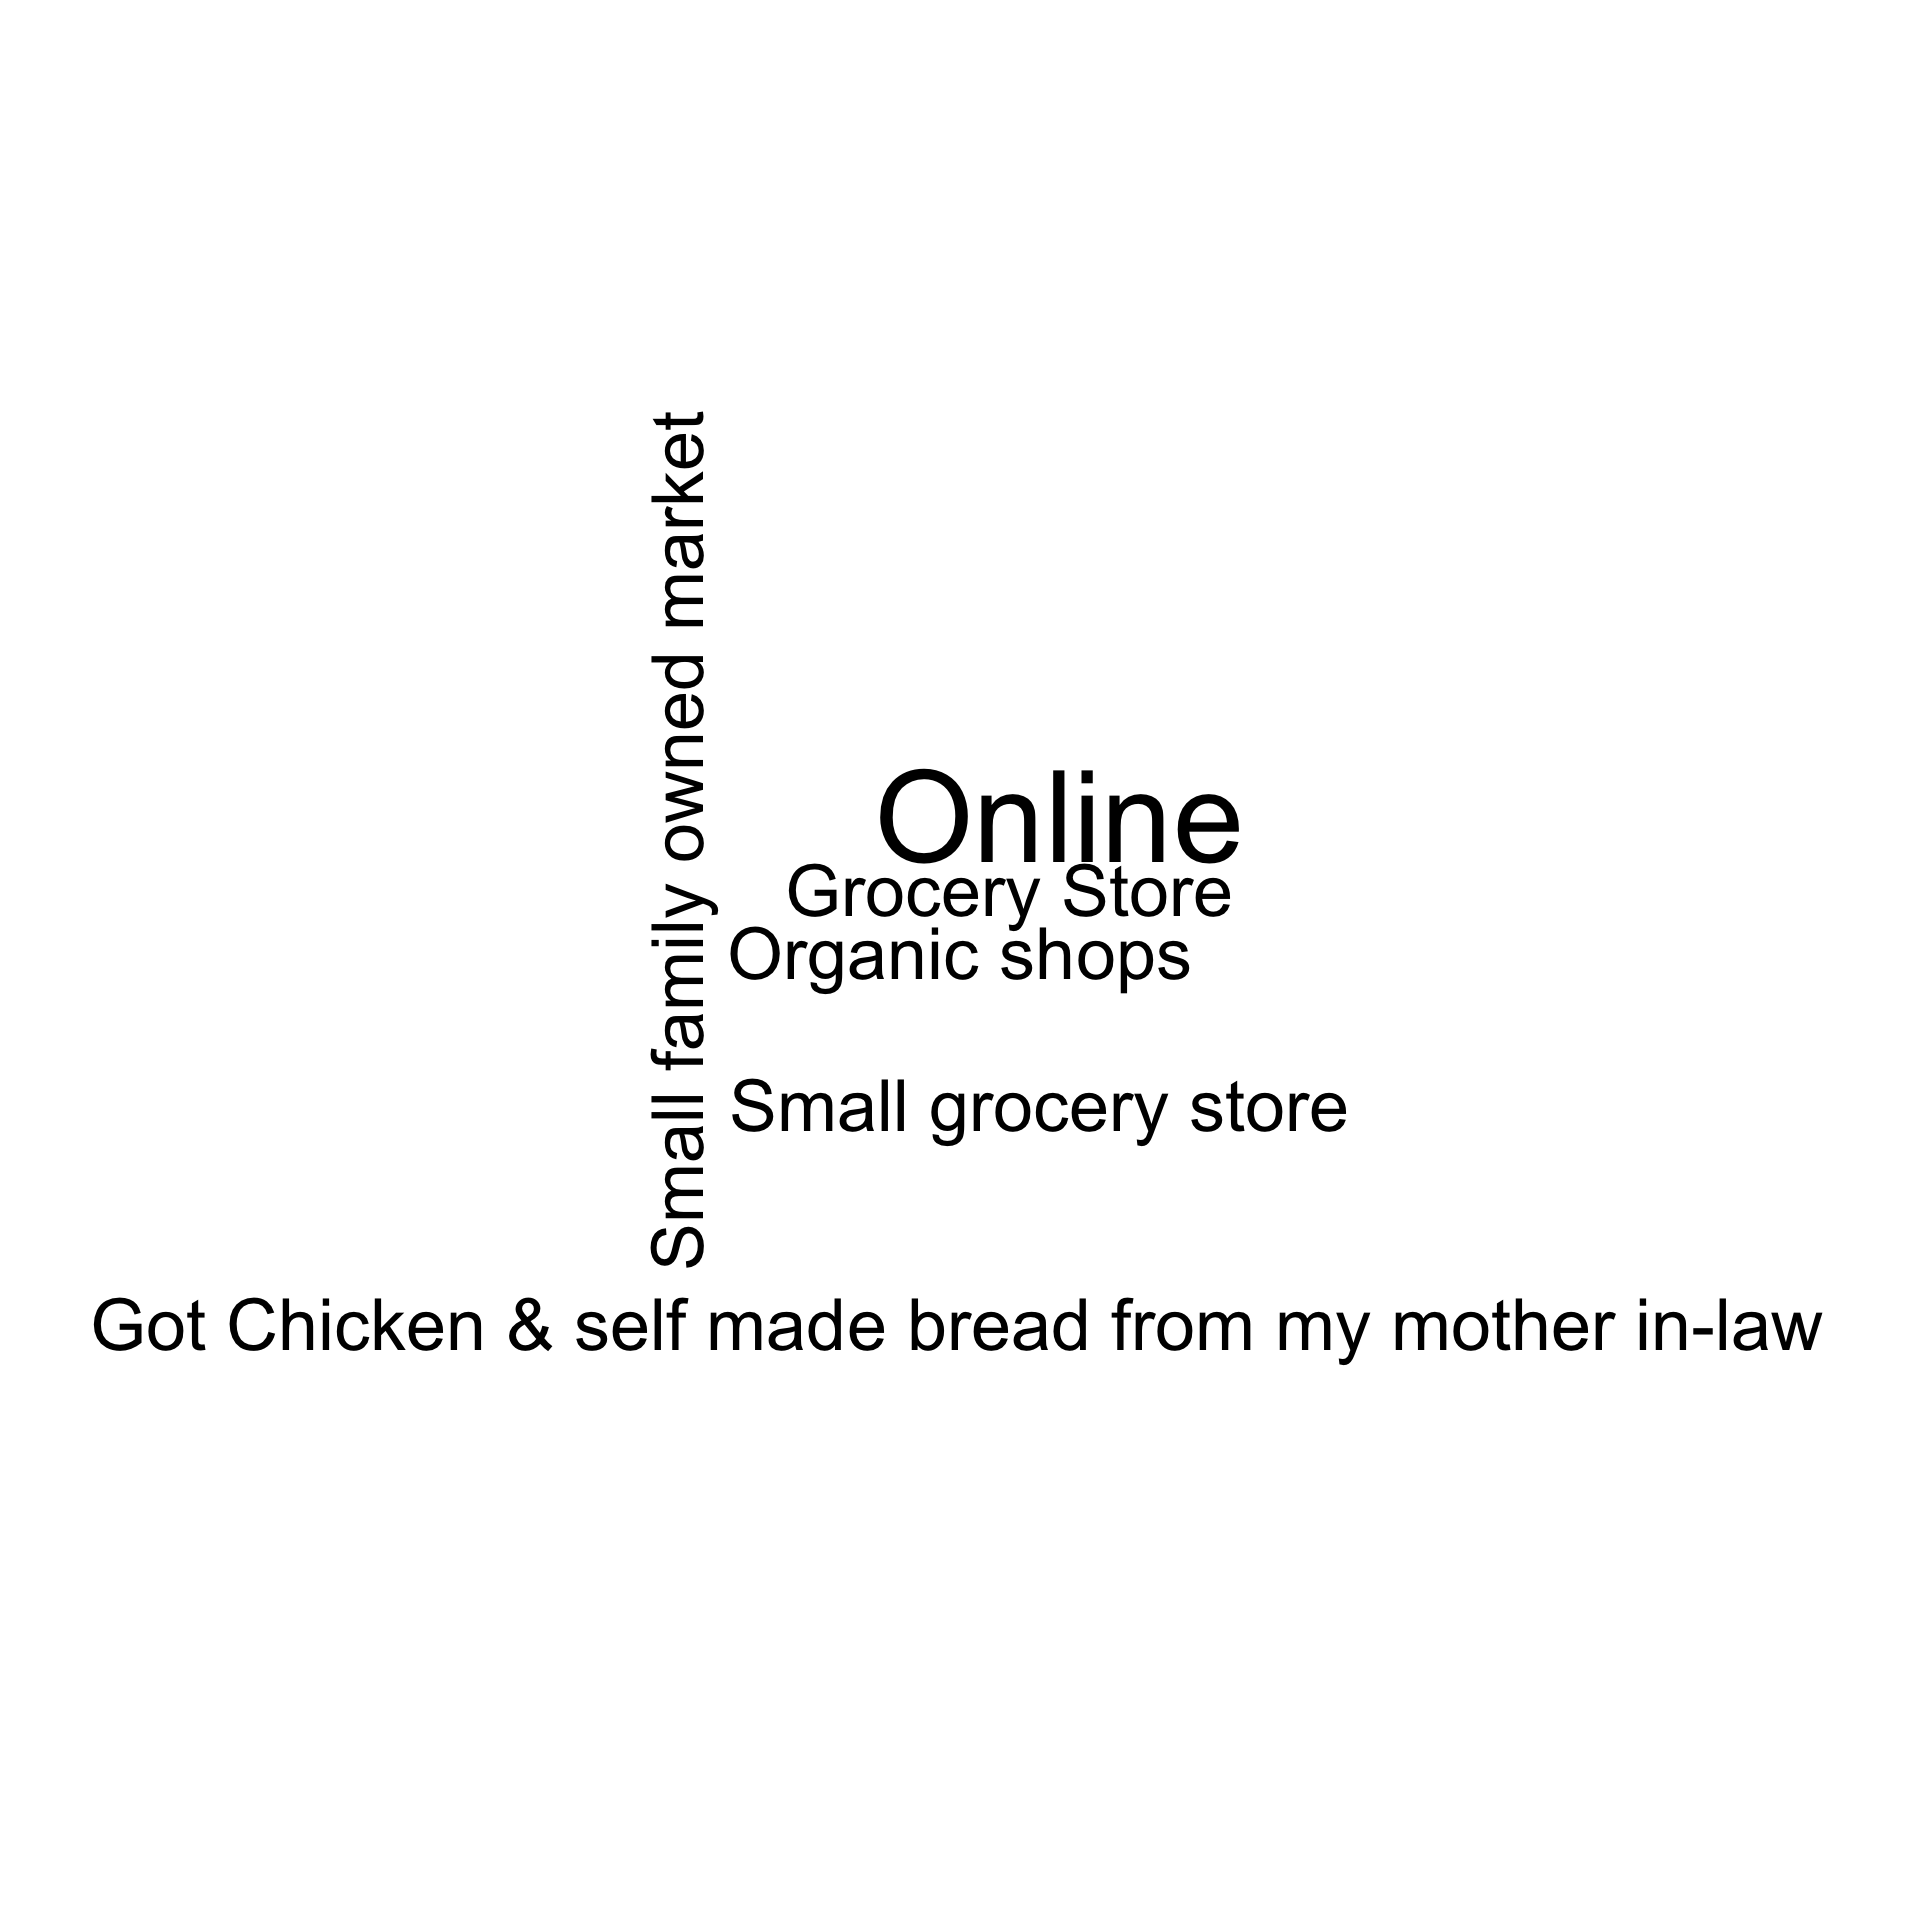 Small family owned market
Online
Grocery Store
Organic shops
Small grocery store
Got Chicken & self made bread from my mother in-law